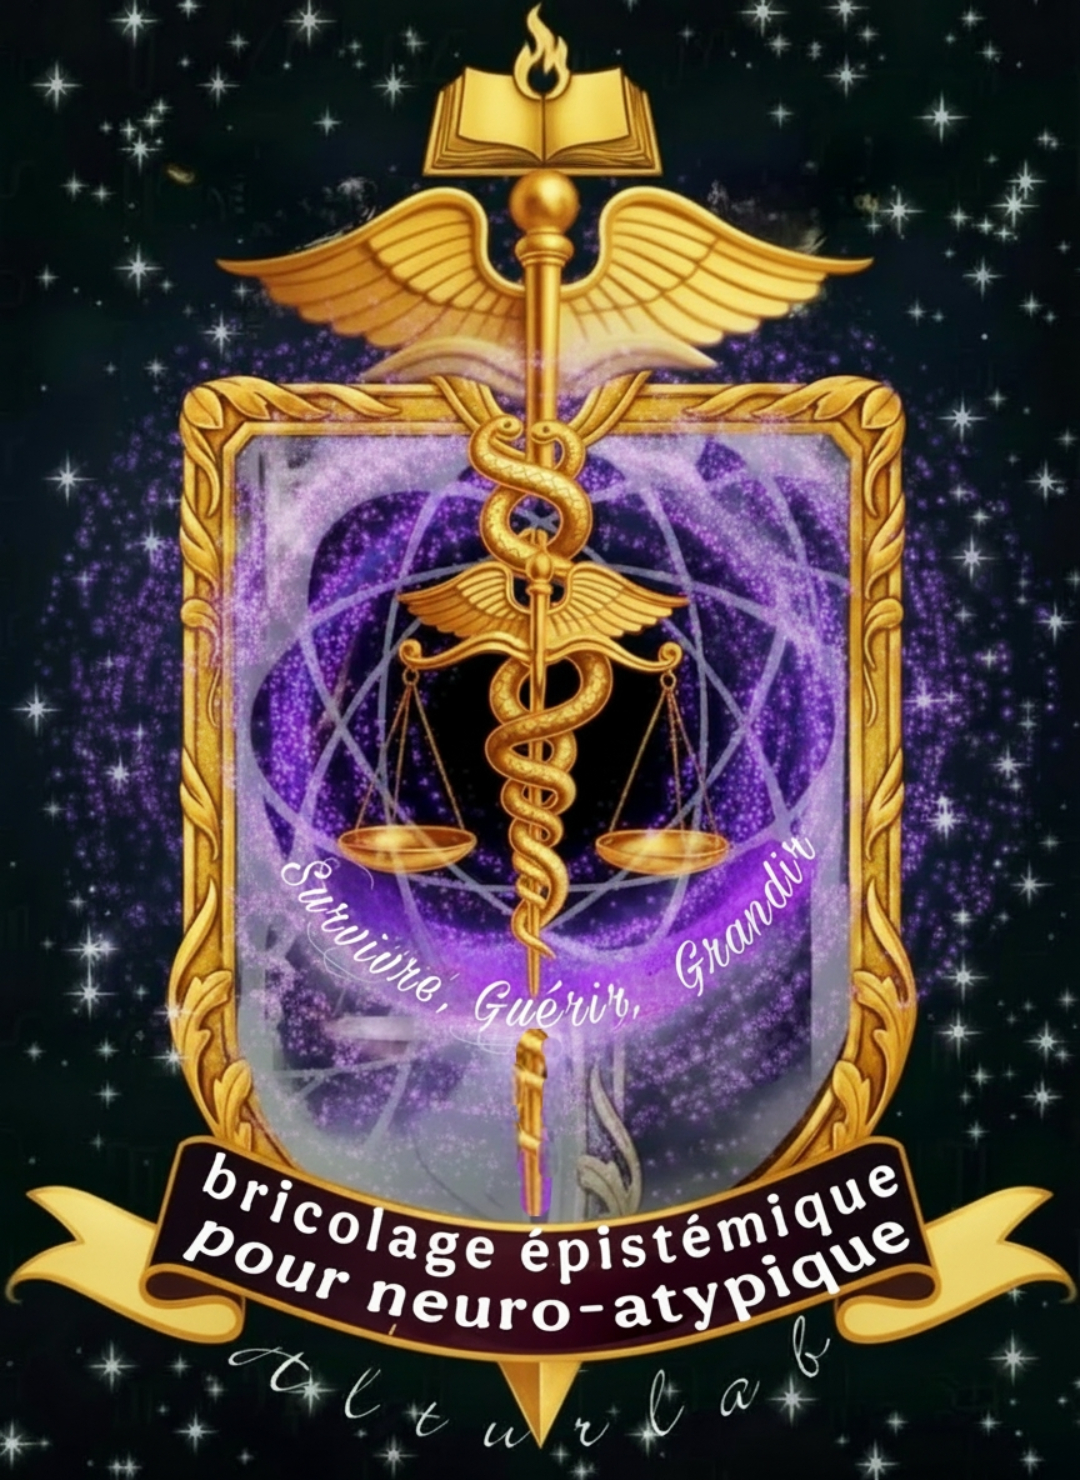 Survivre, Guérir, Grandir
bricolage épistémique
pour neuro-atypique
Alturlab